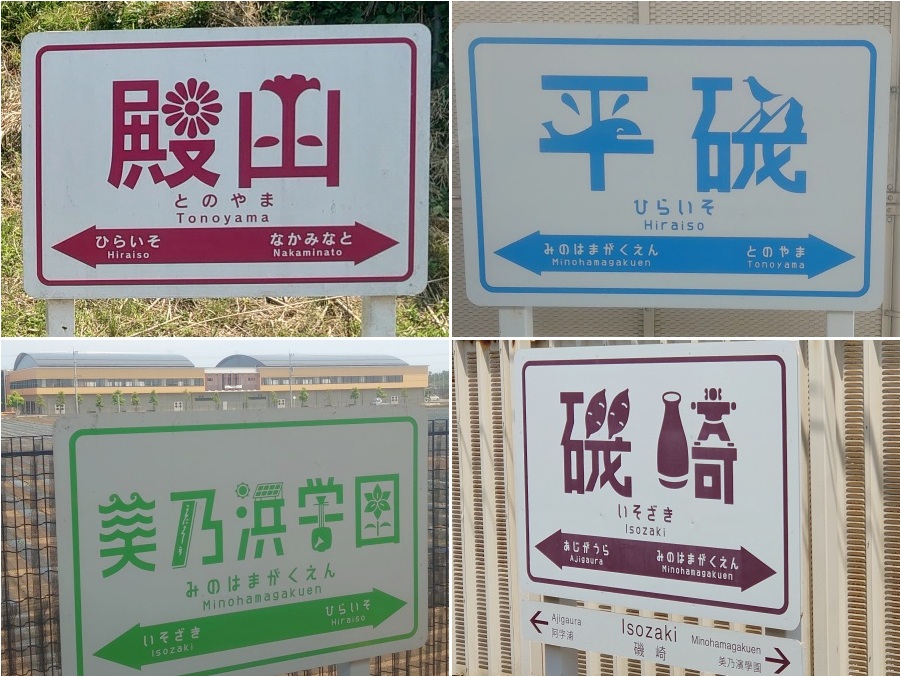 殿山
とのやま
Tonoyama
ひらいそ
Hiraiso
なかみなと
Nakaminato
平磯
ひらいそ
Hiraiso
みのはまがくえん
Minohamagakuen
とのやま
Tonoyama
美乃浜学園
みのはまがくえん
Minohamagakuen
いそざき
Isozaki
ひらいそ
Hiraiso
磯崎
いそざき
Isozaki
あじがうら
Ajigaura
みのはまがくえん
Minohamagakuen
Ajigaura
阿字浦
Isozaki
磯崎
Minohamagakuen
美乃濱學園